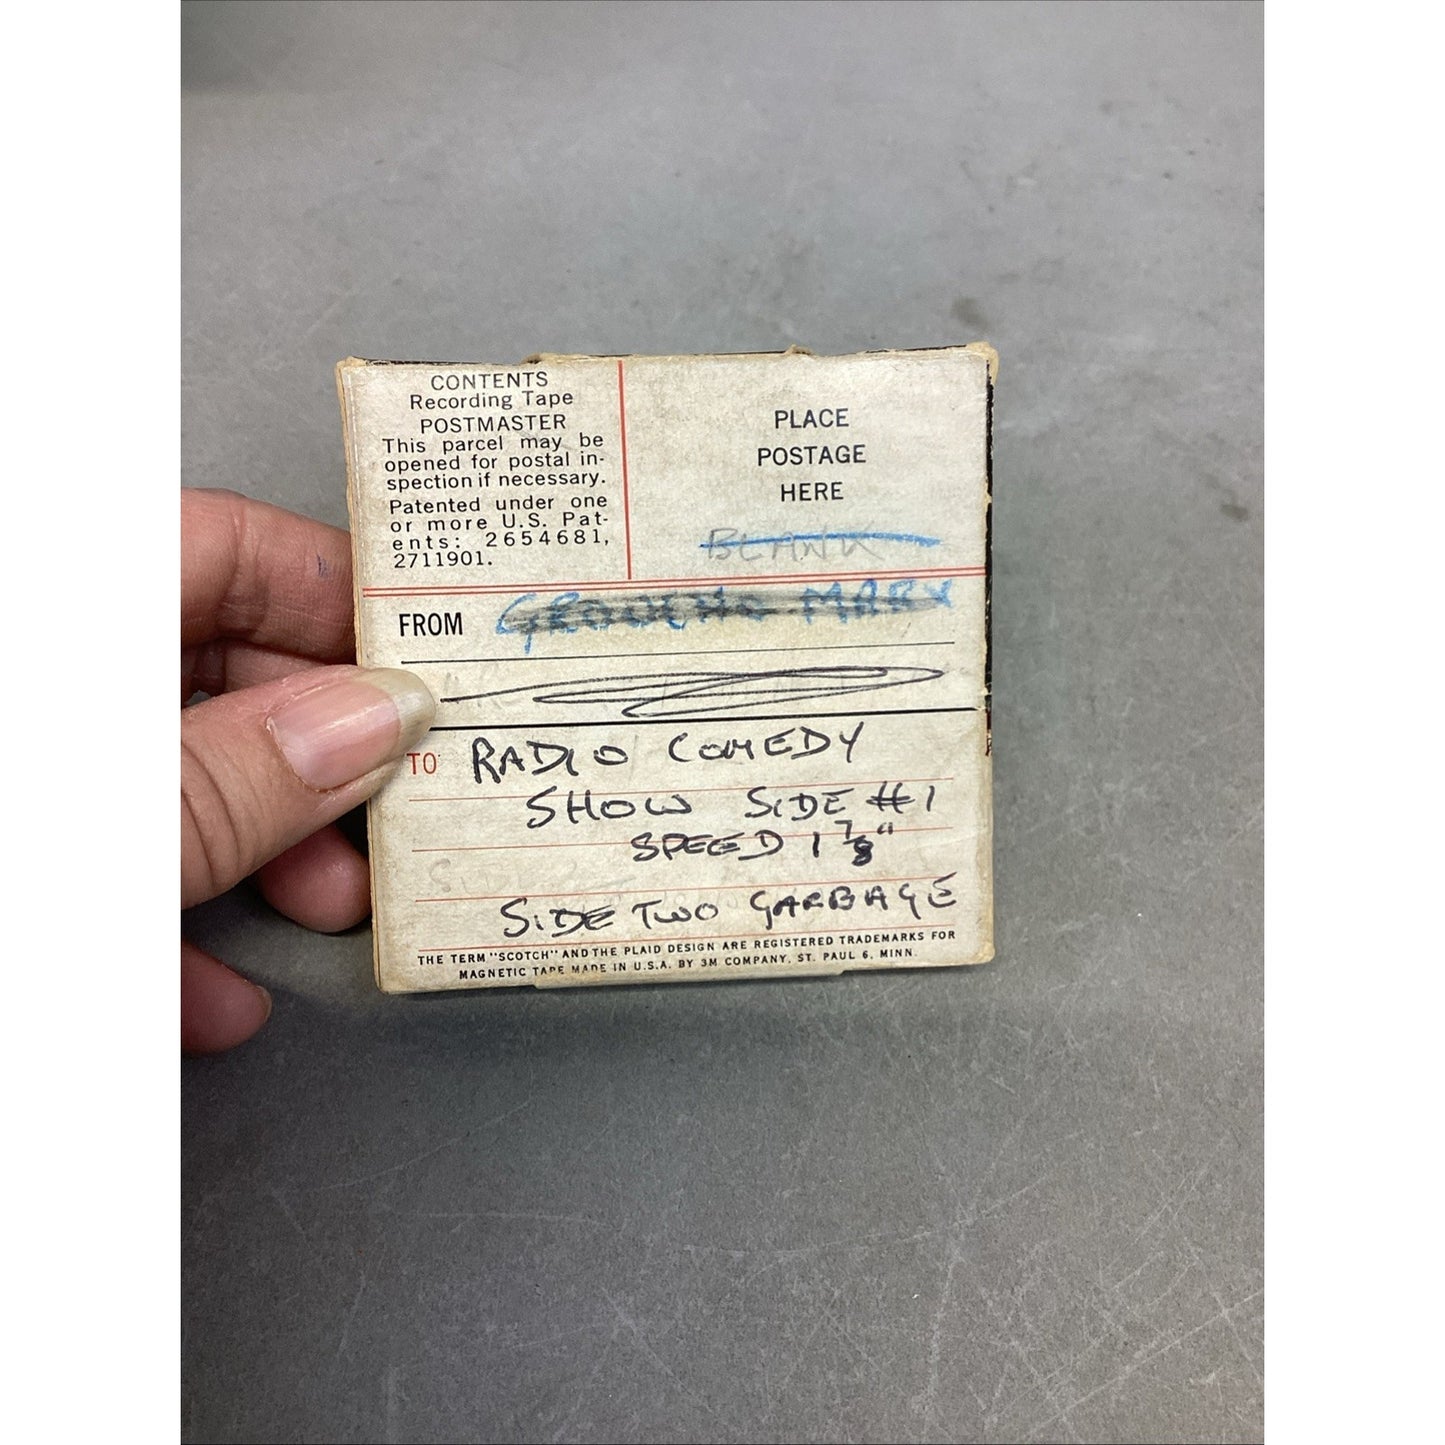 CONTENTS
Recording Tape
POSTMASTER
This parcel may be
opened for postal in-
spection if necessary.
Patented under one
or more U.S. Pat-
ents: 2654681,
2711901.
PLACE
POSTAGE
HERE
BLANK
FROM GROUCHO MARX
TO RADIO COMEDY
SHOW SIDE #1
SPEED 1 7/8"
SIDE TWO GARBAGE
THE TERM "SCOTCH" AND THE PLAID DESIGN ARE REGISTERED TRADEMARKS FOR
MAGNETIC TAPE MADE IN U.S.A. BY 3M COMPANY, ST. PAUL 6, MINN.